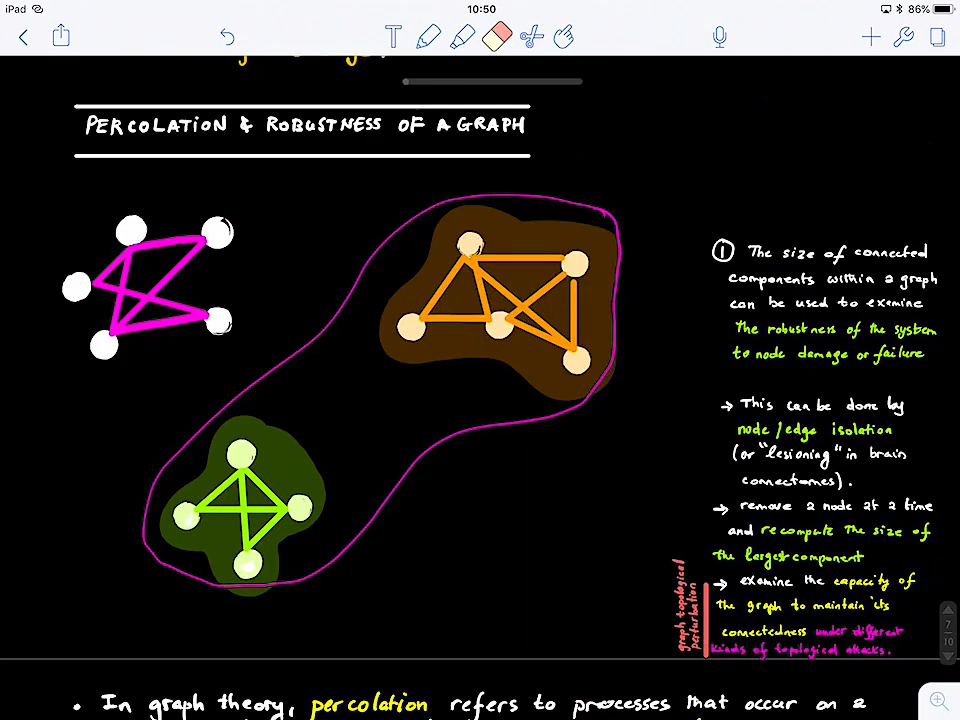 iPad
10:50
86%
PERCOLATION & ROBUSTNESS OF A GRAPH
① The size of connected
components within a graph
can be used to examine
The robustness of the system
to node damage or failure
→ This can be done by
node/edge isolation
(or "lesioning" in brain
connectomes).
→ remove a node at a time
and recompute the size of
the largest component
→ examine the capacity of
the graph to maintain its
connectedness under different
kinds of topological attacks.
graph topological
perturbation
7
10
• In graph theory, percolation refers to processes that occur on a